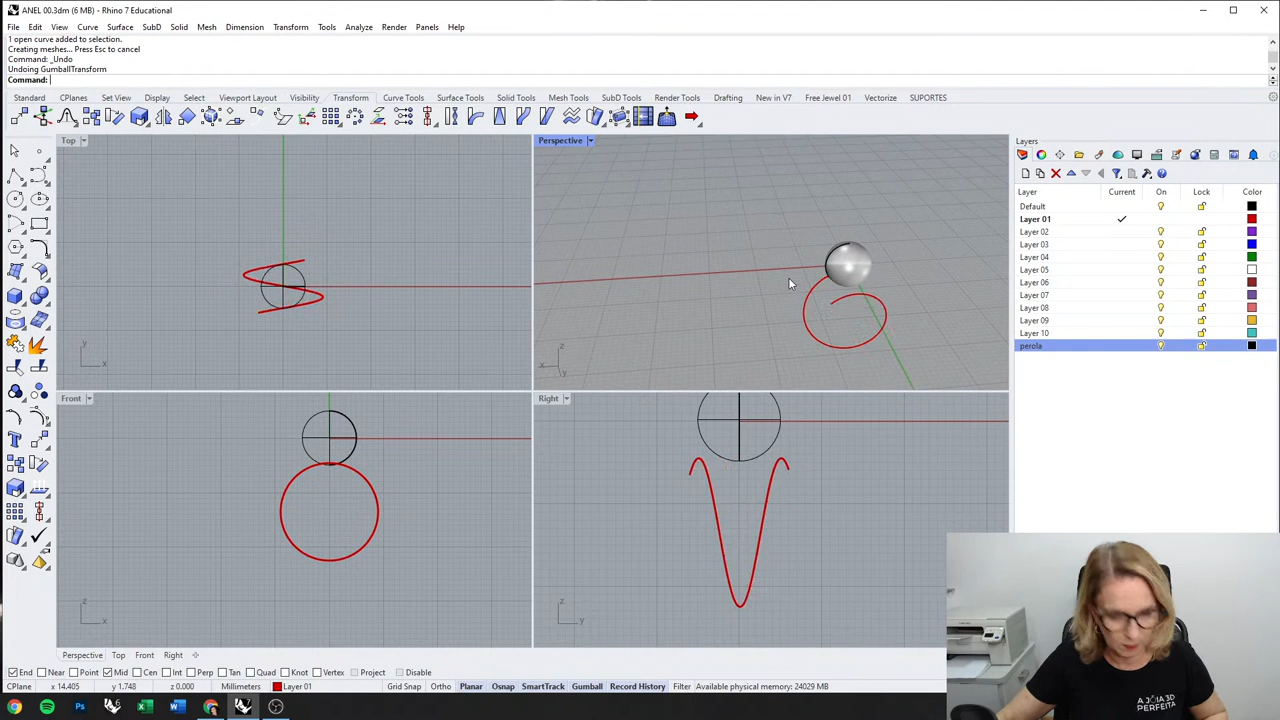 ANEL 00.3dm (6 MB) - Rhino 7 Educational
File Edit View Curve Surface SubD Solid Mesh Dimension Transform Tools Analyze Render Panels Help
1 open curve added to selection.
Creating meshes... Press Esc to cancel
Command: _Undo
Undoing GumballTransform
Command:
Standard CPlanes Set View Display Select Viewport Layout Visibility Transform Curve Tools Surface Tools Solid Tools Mesh Tools SubD Tools Render Tools Drafting New in V7 Free Jewel 01 Vectorize SUPORTES
Top
Perspective
Layers
Layer Current On Lock Color
Default
Layer 01
Layer 02
Layer 03
Layer 04
Layer 05
Layer 06
Layer 07
Layer 08
Layer 09
Layer 10
perola
y
x
z
x
y
Front
Right
z
x
z
y
Perspective Top Front Right
End Near Point Mid Cen Int Perp Tan Quad Knot Vertex Project Disable
CPlane x 14.405 y 1.748 z 0.000 Millimeters Layer 01 Grid Snap Ortho Planar Osnap SmartTrack Gumball Record History Filter Available physical memory: 24029 MB
A JÓIA 3D
PERFEITA